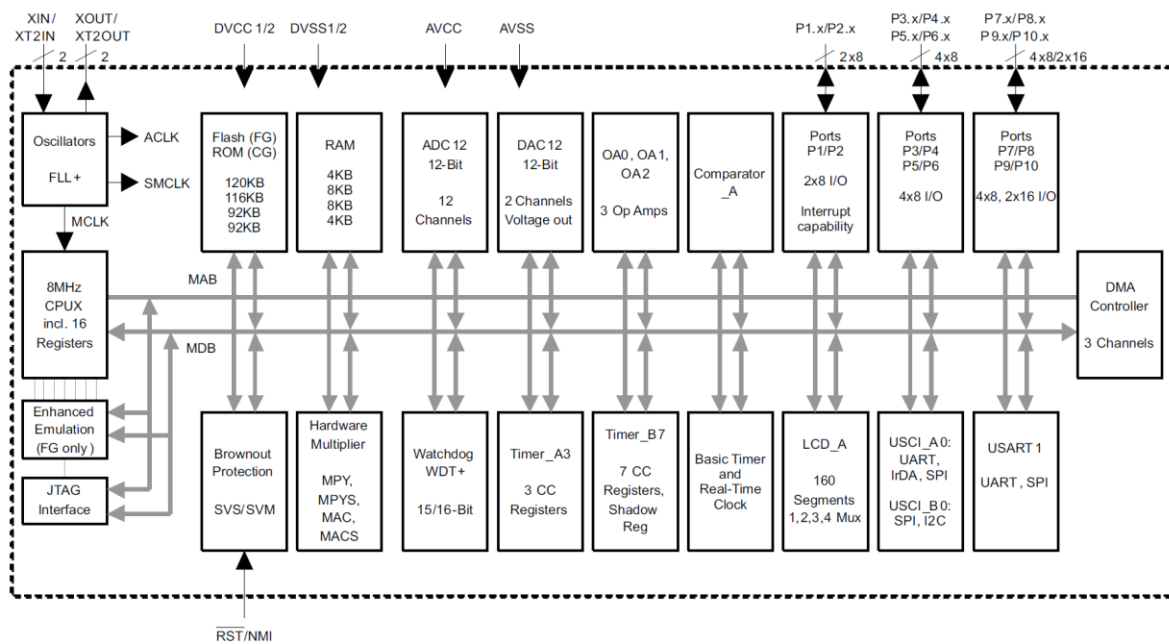 XIN/
XT2IN
XOUT/
XT2OUT
DVCC 1/2
DVSS1/2
AVCC
AVSS
P1.x/P2.x
P3.x/P4.x
P5.x/P6.x
P7.x/P8.x
P9.x/P10.x
2
2
2x8
4x8
4x8/2x16
Oscillators
FLL+
ACLK
SMCLK
MCLK
Flash (FG)
ROM (CG)
120KB
116KB
92KB
92KB
RAM
4KB
8KB
8KB
4KB
ADC12
12-Bit
12
Channels
DAC12
12-Bit
2 Channels
Voltage out
OA0, OA1,
OA2
3 Op Amps
Comparator
_A
Ports
P1/P2
2x8 I/O
Interrupt
capability
Ports
P3/P4
P5/P6
4x8 I/O
Ports
P7/P8
P9/P10
4x8, 2x16 I/O
8MHz
CPUX
incl. 16
Registers
MAB
MDB
DMA
Controller
3 Channels
Enhanced
Emulation
(FG only)
JTAG
Interface
Brownout
Protection
SVS/SVM
Hardware
Multiplier
MPY,
MPYS,
MAC,
MACS
Watchdog
WDT+
15/16-Bit
Timer_A3
3 CC
Registers
Timer_B7
7 CC
Registers,
Shadow
Reg
Basic Timer
and
Real-Time
Clock
LCD_A
160
Segments
1,2,3,4 Mux
USCI_A0:
UART,
IrDA, SPI
USCI_B0:
SPI, I2C
USART1
UART, SPI
RST/NMI